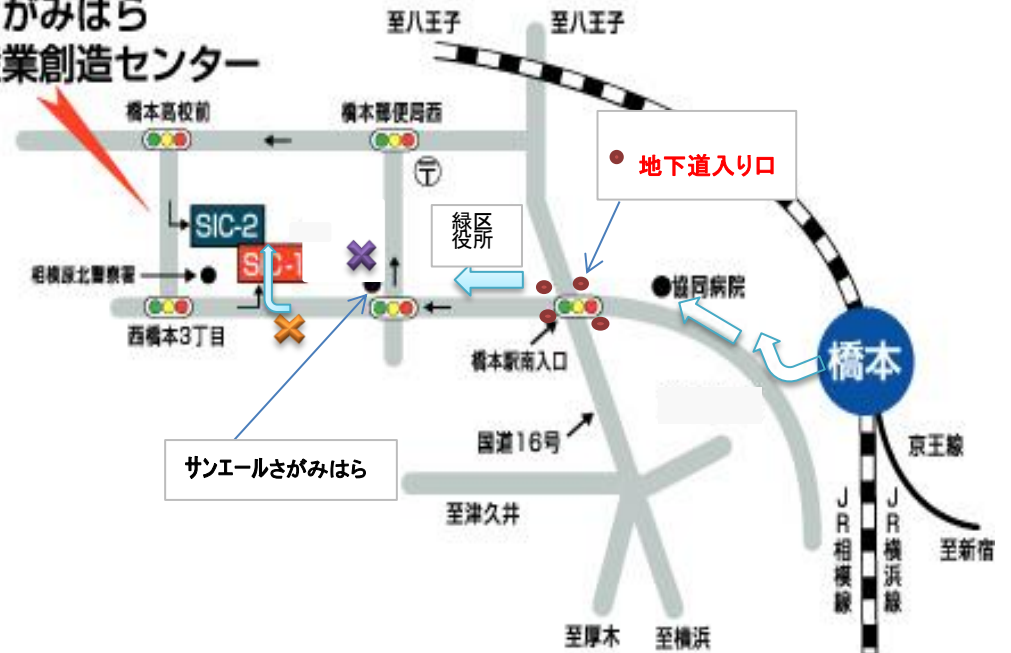 がみはら
業創造センター
至八王子
至八王子
橋本高校前
橋本郵便局西
地下道入り口
緑区
役所
SIC-2
SIC-1
相模原北警察署
協同病院
西橋本3丁目
橋本駅南入口
橋本
国道16号
サンエールさがみはら
京王線
至津久井
JR相模線
JR横浜線
至新宿
至厚木
至横浜